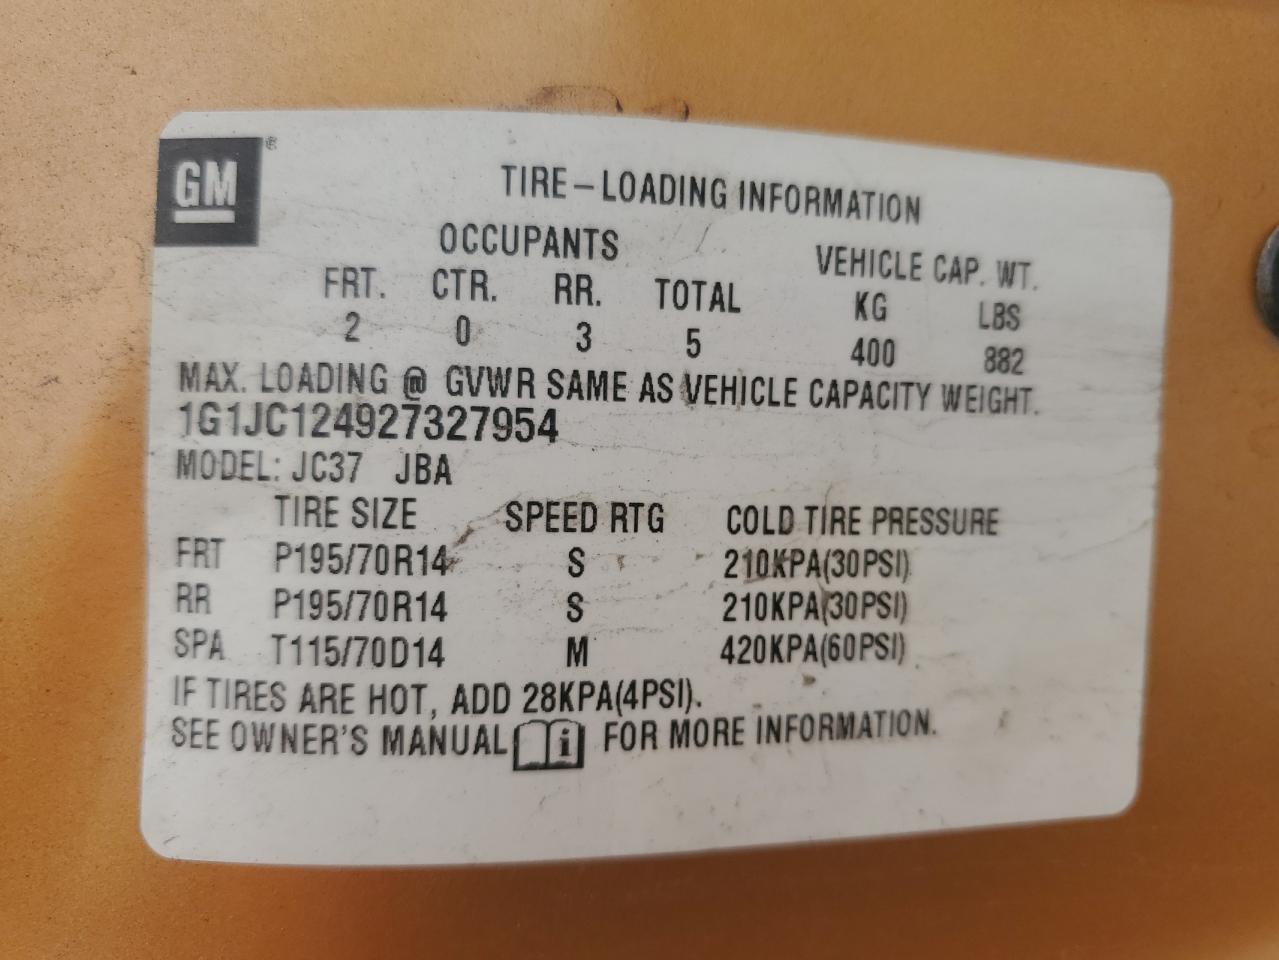 GM®
TIRE–LOADING INFORMATION
OCCUPANTS VEHICLE CAP. WT.
FRT. CTR. RR. TOTAL KG LBS
2 0 3 5 400 882
MAX. LOADING @ GVWR SAME AS VEHICLE CAPACITY WEIGHT.
1G1JC124927327954
MODEL: JC37 JBA
TIRE SIZE SPEED RTG COLD TIRE PRESSURE
FRT P195/70R14 S 210KPA(30PSI)
RR P195/70R14 S 210KPA(30PSI)
SPA T115/70D14 M 420KPA(60PSI)
IF TIRES ARE HOT, ADD 28KPA(4PSI).
SEE OWNER'S MANUAL i FOR MORE INFORMATION.